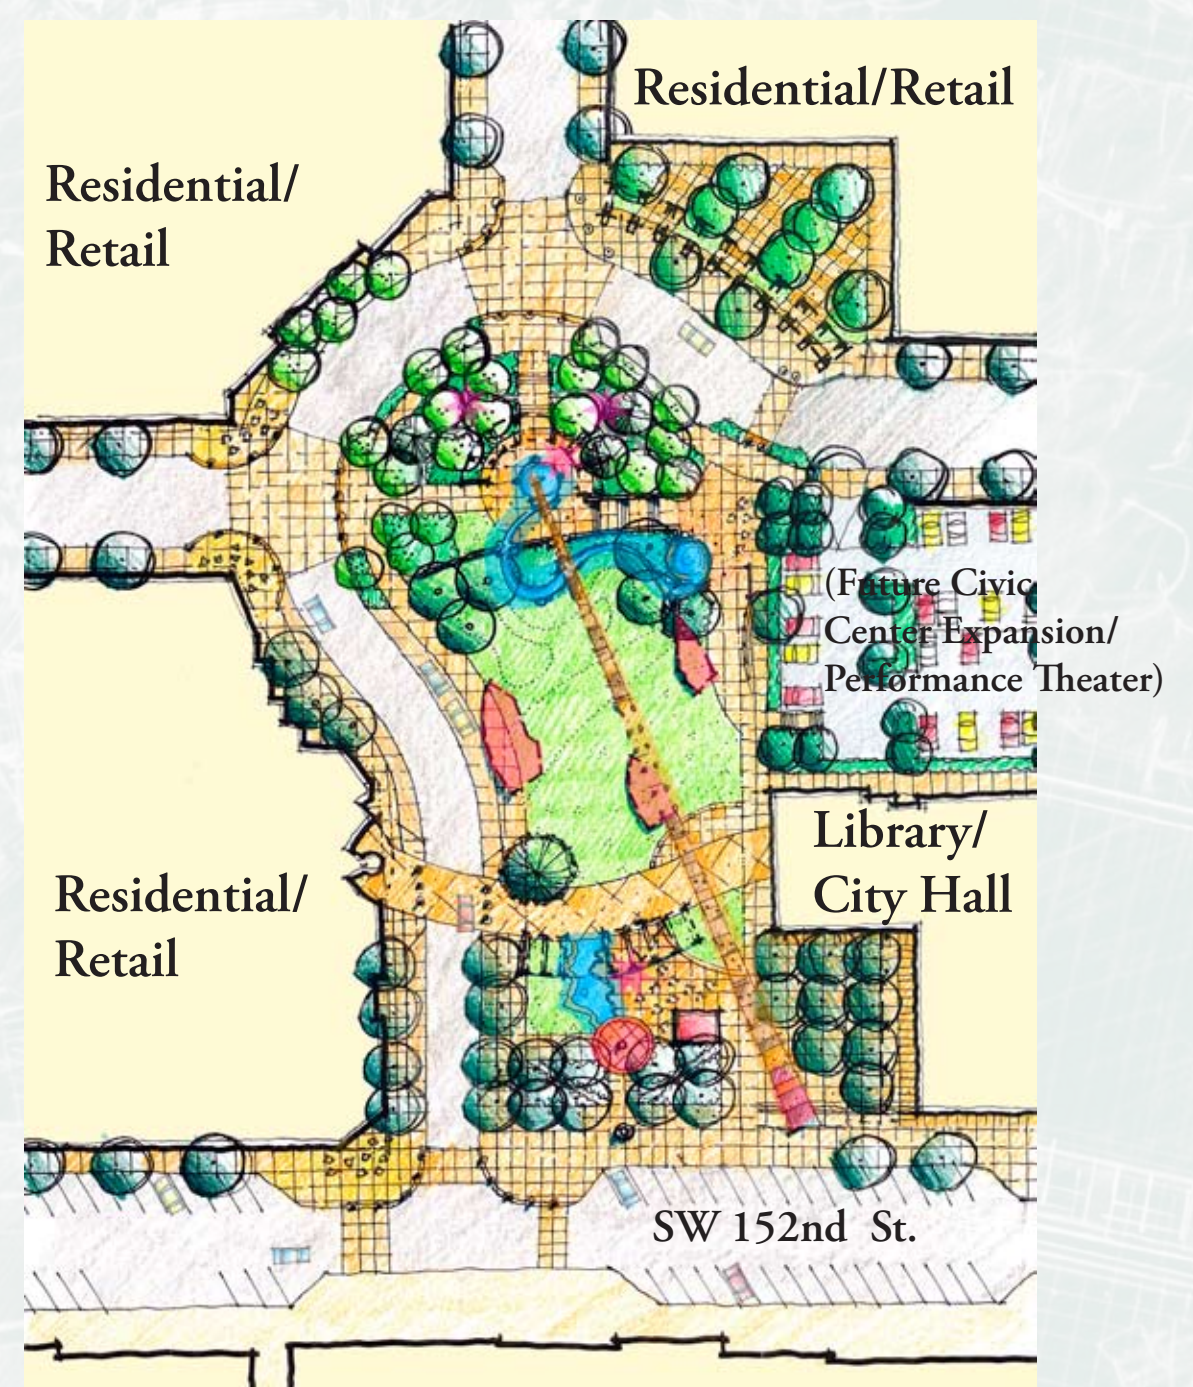 Residential/Retail
Residential/
Retail
(Future Civic
Center Expansion/
Performance Theater)
Library/
City Hall
Residential/
Retail
SW 152nd St.